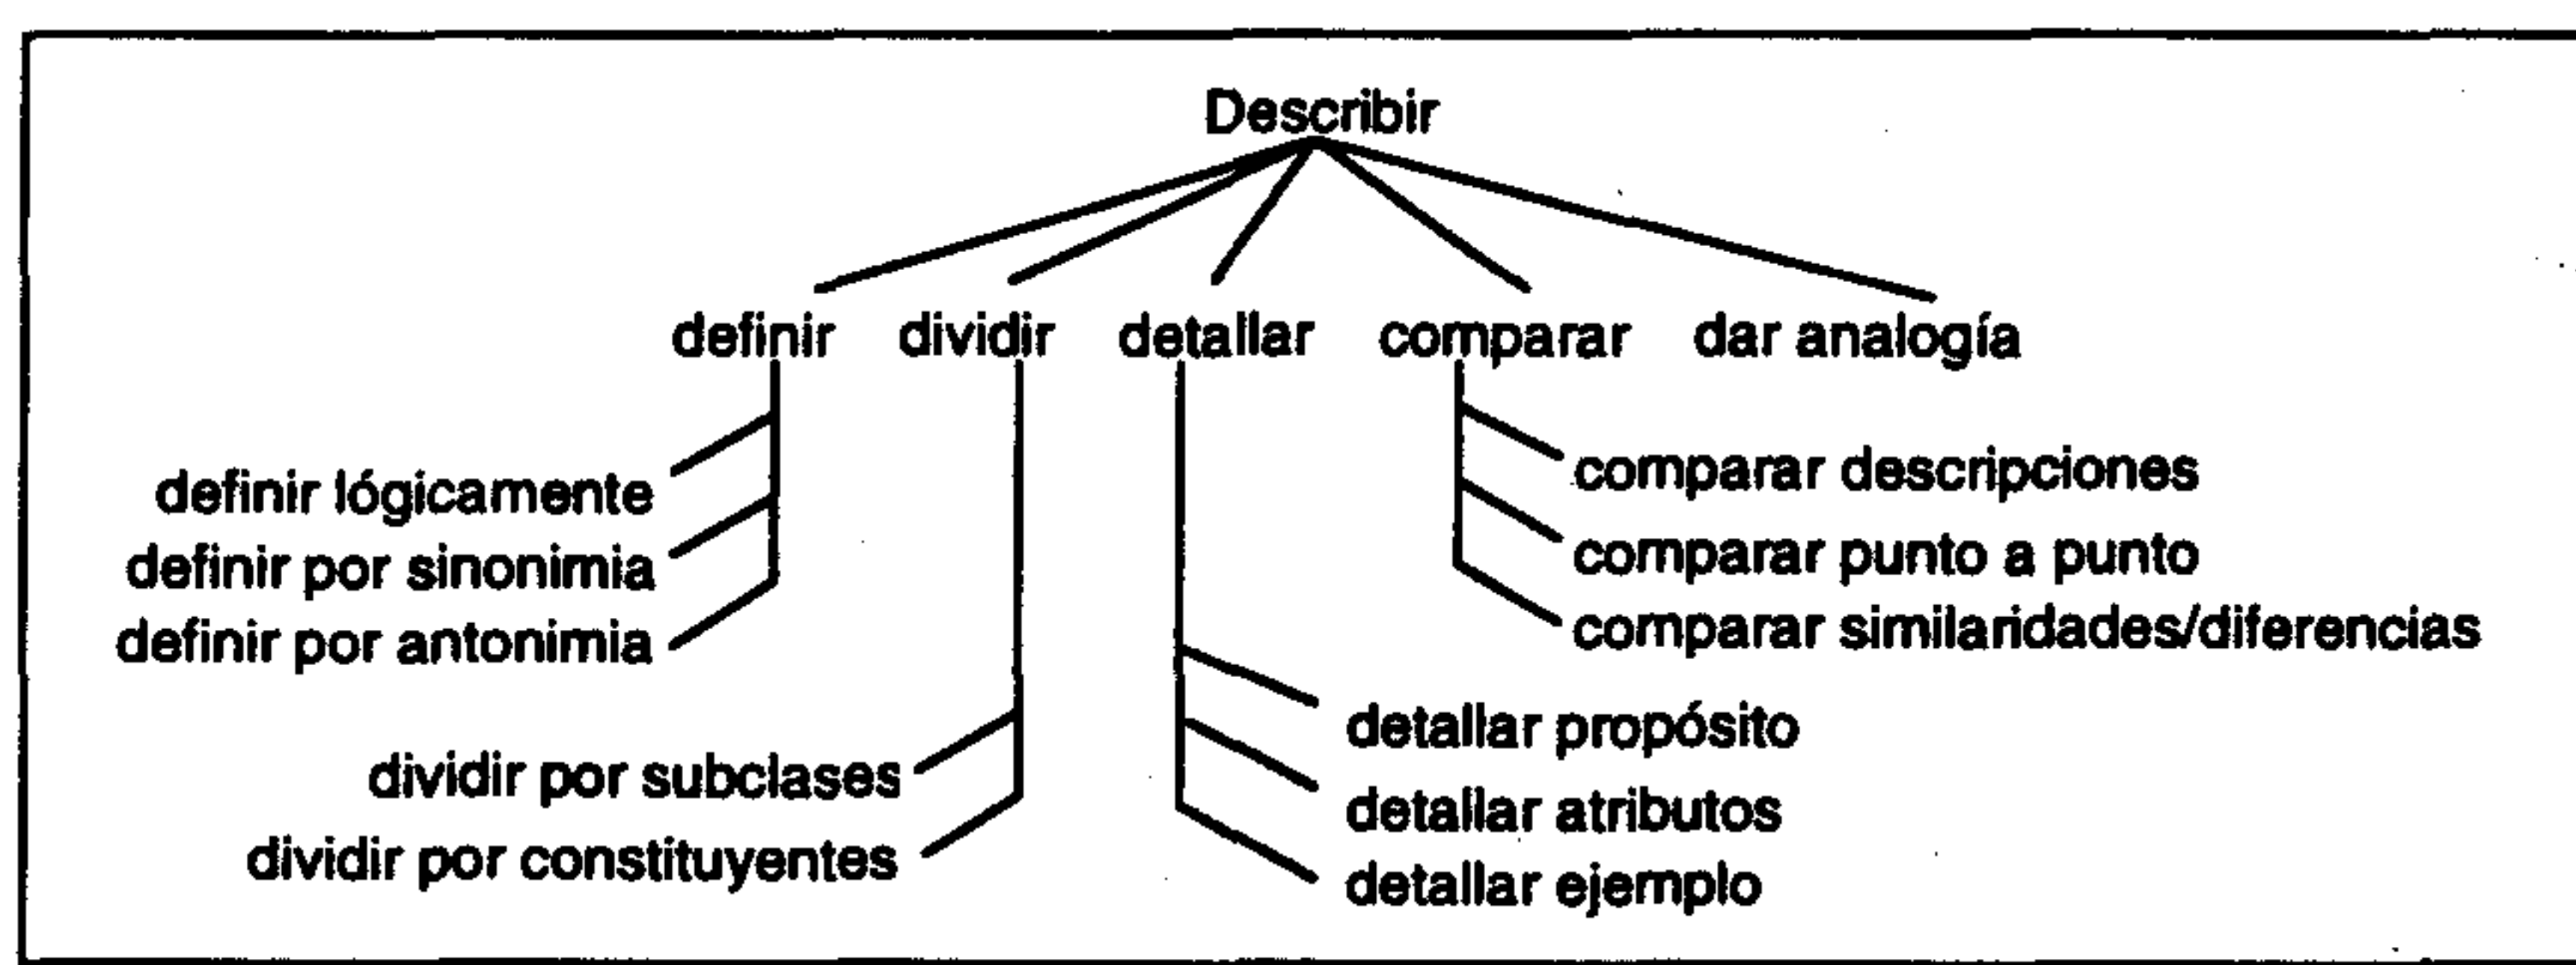 Describir
definir dividir detallar comparar dar analogía
definir lógicamente
definir por sinonimia
definir por antonimia
comparar descripciones
comparar punto a punto
comparar similaridades/diferencias
dividir por subclases
dividir por constituyentes
detallar propósito
detallar atributos
detallar ejemplo